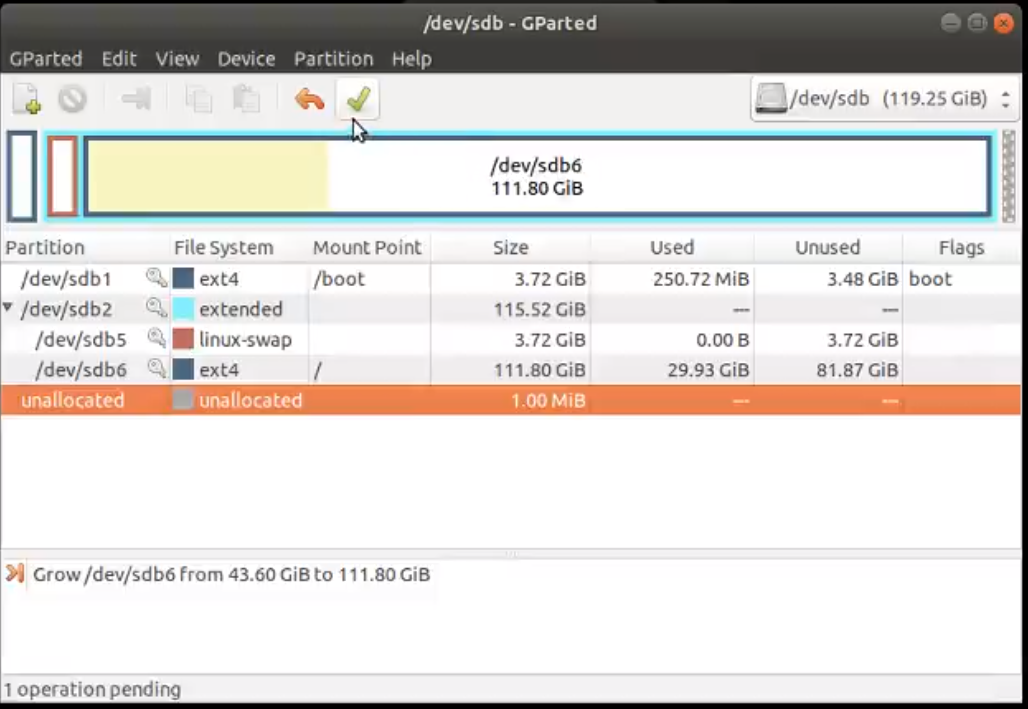 /dev/sdb - GParted
GParted Edit View Device Partition Help
/dev/sdb (119.25 GiB)
/dev/sdb6
111.80 GiB
Partition File System Mount Point Size Used Unused Flags
/dev/sdb1 ext4 /boot 3.72 GiB 250.72 MiB 3.48 GiB boot
/dev/sdb2 extended 115.52 GiB --- ---
/dev/sdb5 linux-swap 3.72 GiB 0.00 B 3.72 GiB
/dev/sdb6 ext4 / 111.80 GiB 29.93 GiB 81.87 GiB
unallocated unallocated 1.00 MiB --- ---
Grow /dev/sdb6 from 43.60 GiB to 111.80 GiB
1 operation pending